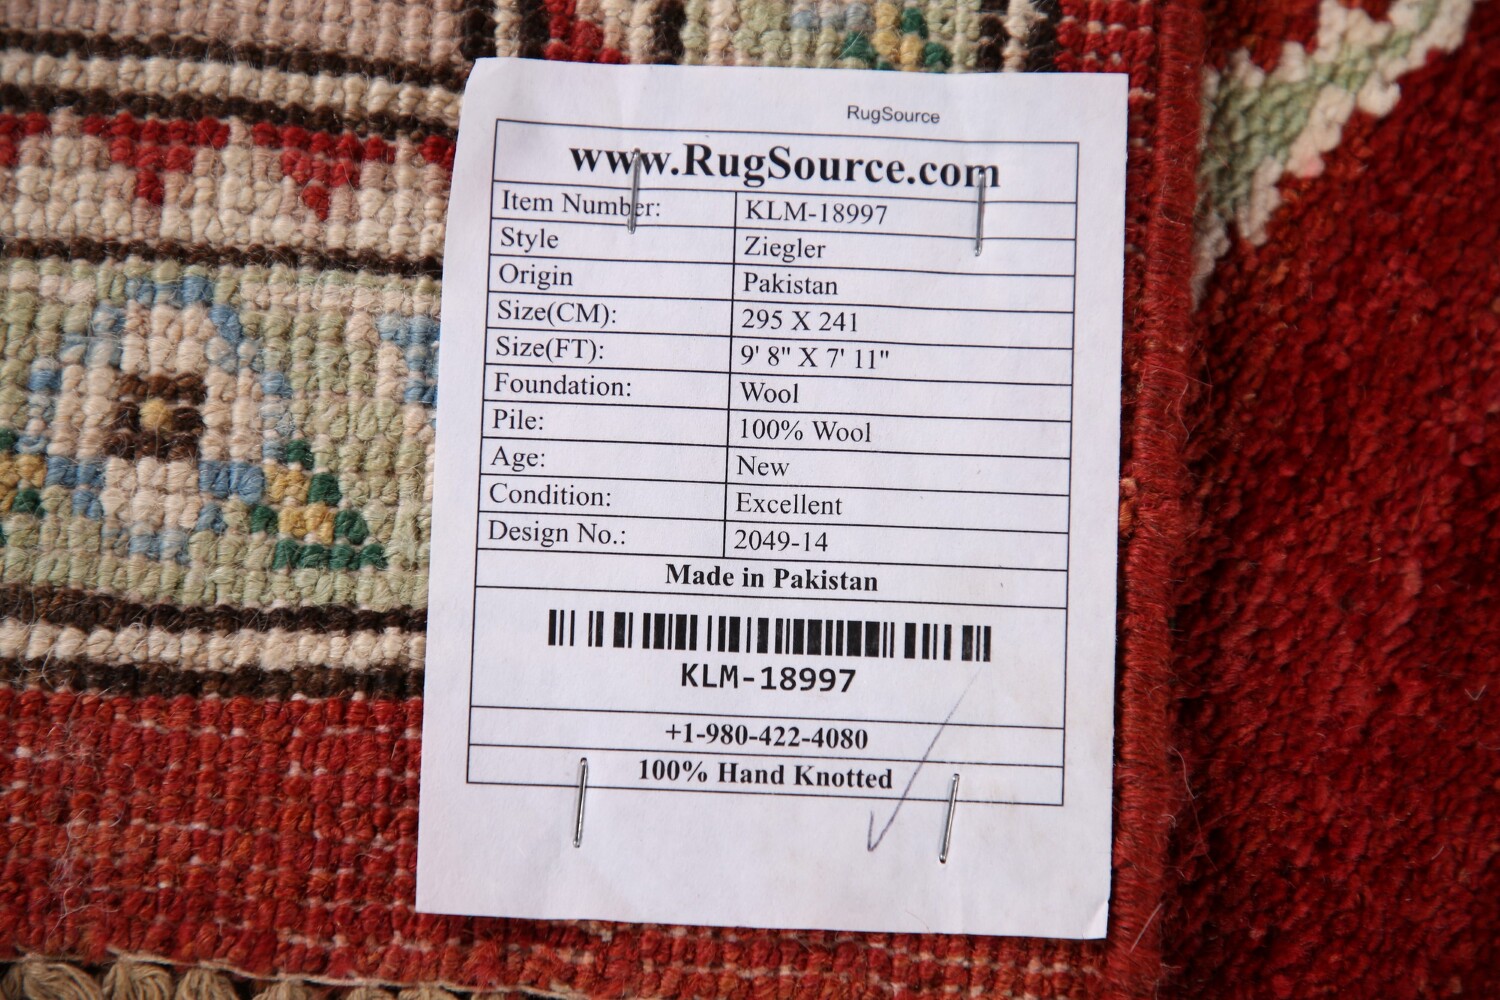 RugSource
www.RugSource.com
Item Number: KLM-18997
Style Ziegler
Origin Pakistan
Size(CM): 295 X 241
Size(FT): 9' 8" X 7' 11"
Foundation: Wool
Pile: 100% Wool
Age: New
Condition: Excellent
Design No.: 2049-14
Made in Pakistan
KLM-18997
+1-980-422-4080
100% Hand Knotted